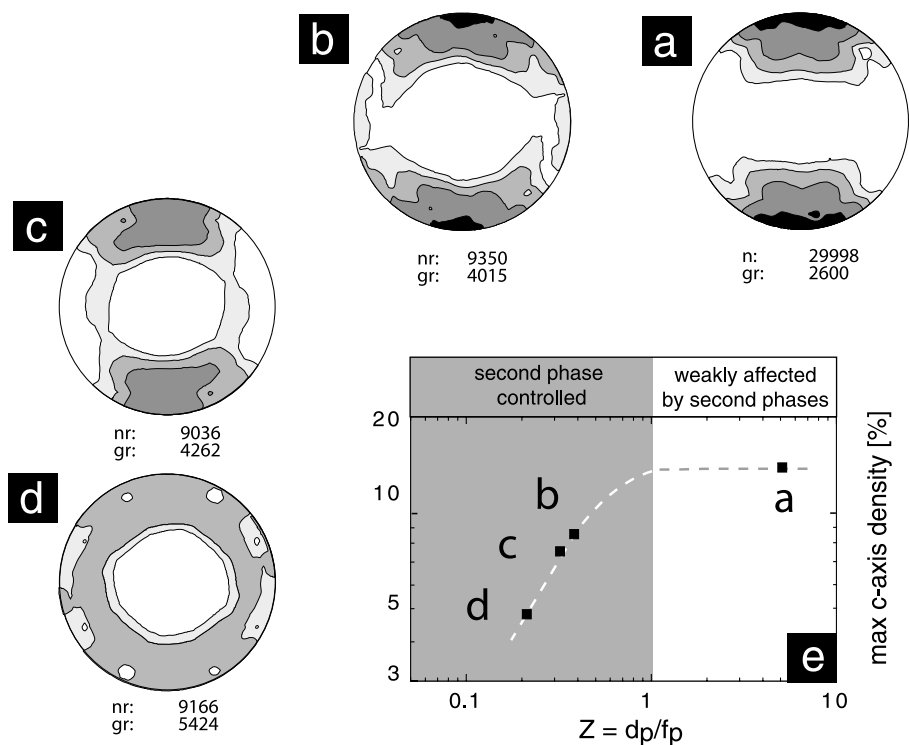 b
a
nr: 9350
gr: 4015
n: 29998
gr: 2600
c
nr: 9036
gr: 4262
d
nr: 9166
gr: 5424
second phase
controlled
weakly affected
by second phases
20
10
5
3
a
b
c
d
e
max c-axis density [%]
0.1 1 10
Z = dp/fp